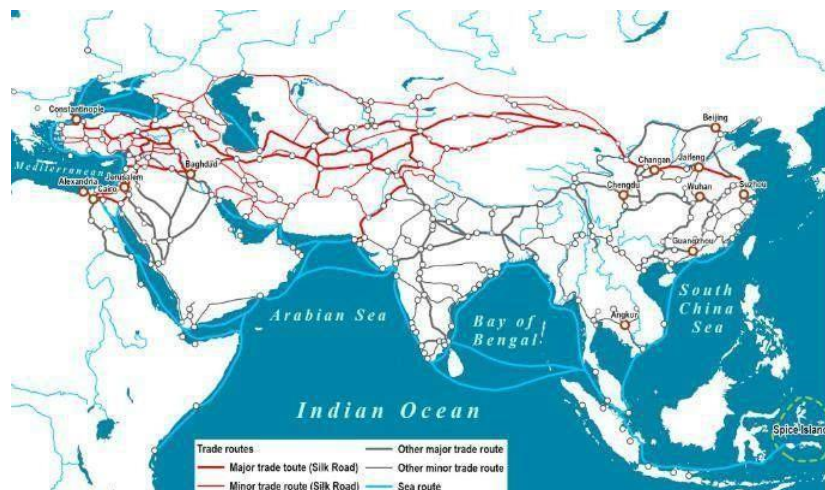 Constantinople
Beijing
Mediterranean
Baghdad
Changan
Jaifeng
Alexandria
Jerusalem
Cairo
Chengdu
Wuhan
Suzhou
Guangzhou
Arabian Sea
Bay of
Bengal
Angkor
South
China
Sea
Indian Ocean
Spice Island
Trade routes
Major trade toute (Silk Road)
Minor trade route (Silk Road)
Other major trade route
Other minor trade route
Sea route